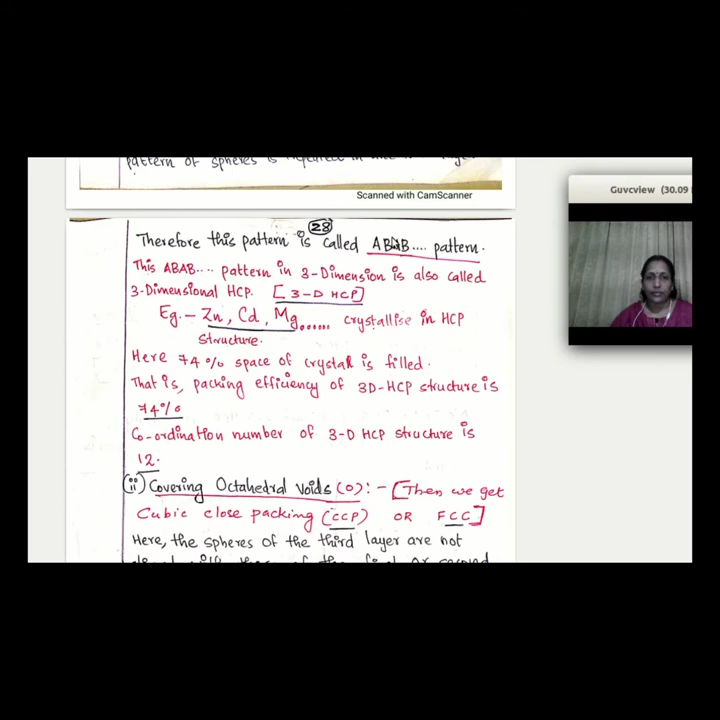 pattern of spheres is repeated in
Scanned with CamScanner
28
Therefore this pattern is called ABAB.... pattern.
This ABAB.... pattern in 3-Dimension is also called
3-Dimensional HCP. [3-D HCP]
Eg:- Zn, Cd, Mg...... crystallise in HCP
structure.
Here 74% space of crystal is filled.
That is, packing efficiency of 3D-HCP structure is
74%
Co-ordination number of 3-D HCP structure is
12.
(ii) Covering Octahedral Voids (O):- [Then we get
Cubic close packing (CCP) OR FCC]
Here, the spheres of the third layer are not
Guvcview (30.09